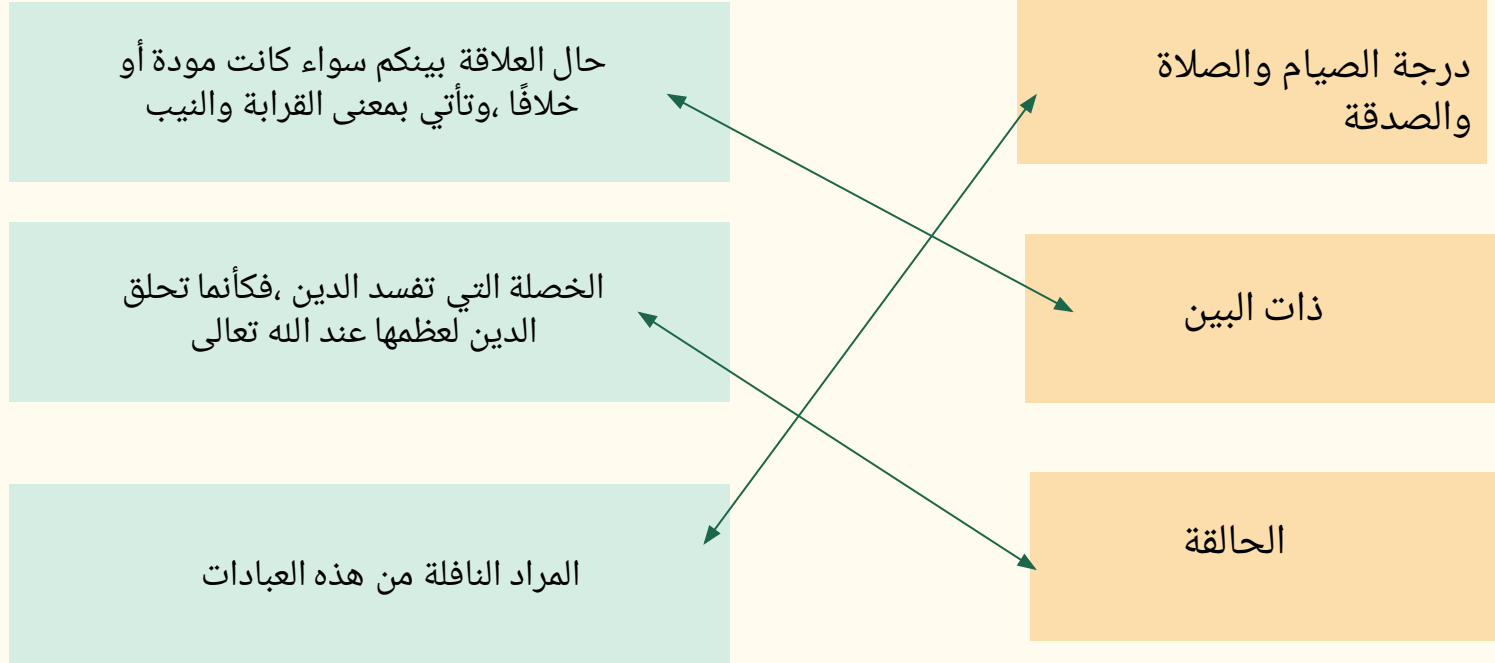 درجة الصيام والصلاة
والصدقة
حال العلاقة بينكم سواء كانت مودة أو
خلافًا ،وتأتي بمعنى القرابة والنيب
ذات البين
الخصلة التي تفسد الدين ،فكأنما تحلق
الدين لعظمها عند الله تعالى
الحالقة
المراد النافلة من هذه العبادات